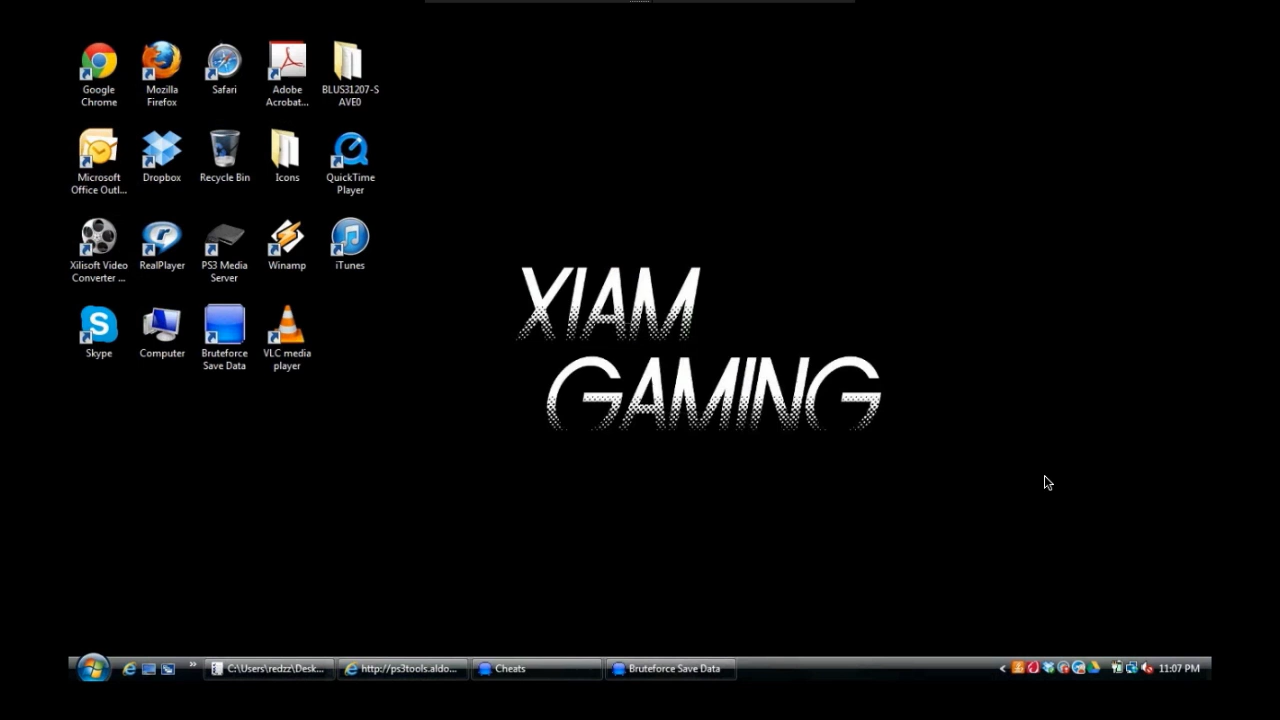 Google
Chrome
Mozilla
Firefox
Safari
Adobe
Acrobat...
BLUS31207-S
AVE0
Microsoft
Office Outl...
Dropbox
Recycle Bin
Icons
QuickTime
Player
Xilisoft Video
Converter ...
RealPlayer
PS3 Media
Server
Winamp
iTunes
Skype
Computer
Bruteforce
Save Data
VLC media
player
XIAM
GAMING
C:\Users\redzz\Desk...
http://ps3tools.aldo...
Cheats
Bruteforce Save Data
11:07 PM